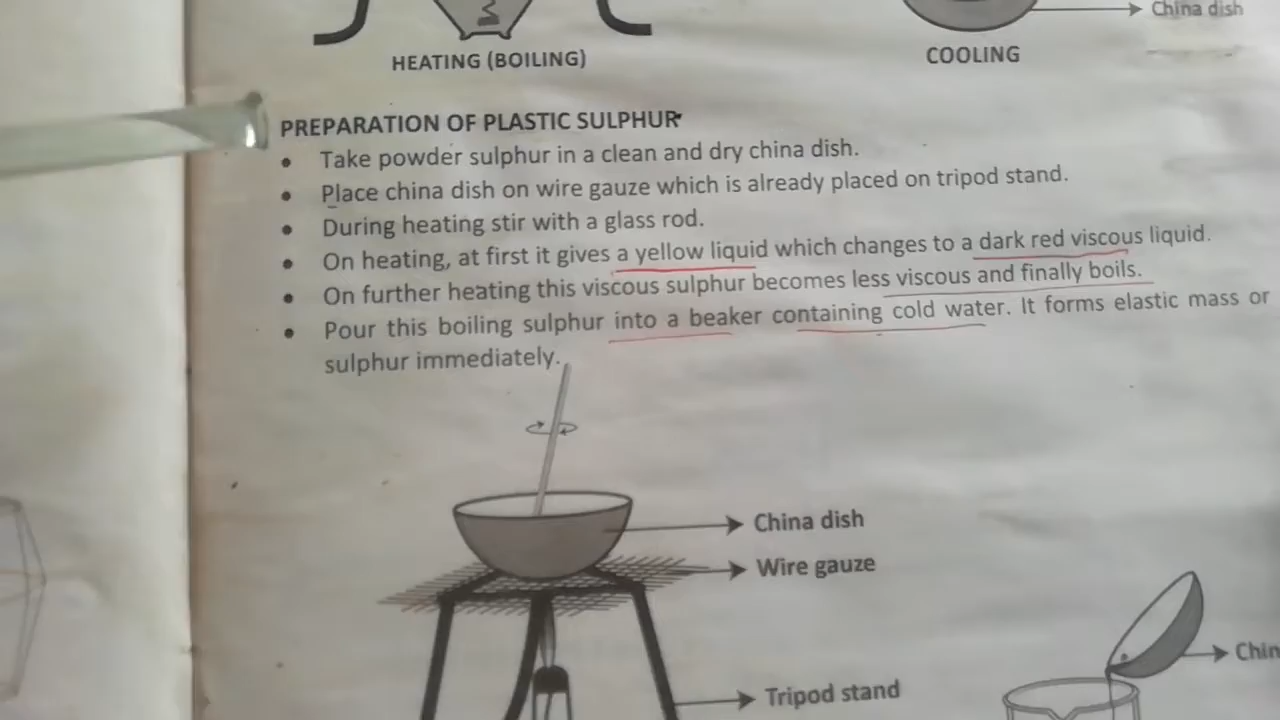 China dish
HEATING (BOILING)
COOLING
PREPARATION OF PLASTIC SULPHUR
• Take powder sulphur in a clean and dry china dish.
• Place china dish on wire gauze which is already placed on tripod stand.
• During heating stir with a glass rod.
• On heating, at first it gives a yellow liquid which changes to a dark red viscous liquid.
• On further heating this viscous sulphur becomes less viscous and finally boils.
• Pour this boiling sulphur into a beaker containing cold water. It forms elastic mass or
sulphur immediately.
China dish
Wire gauze
Tripod stand